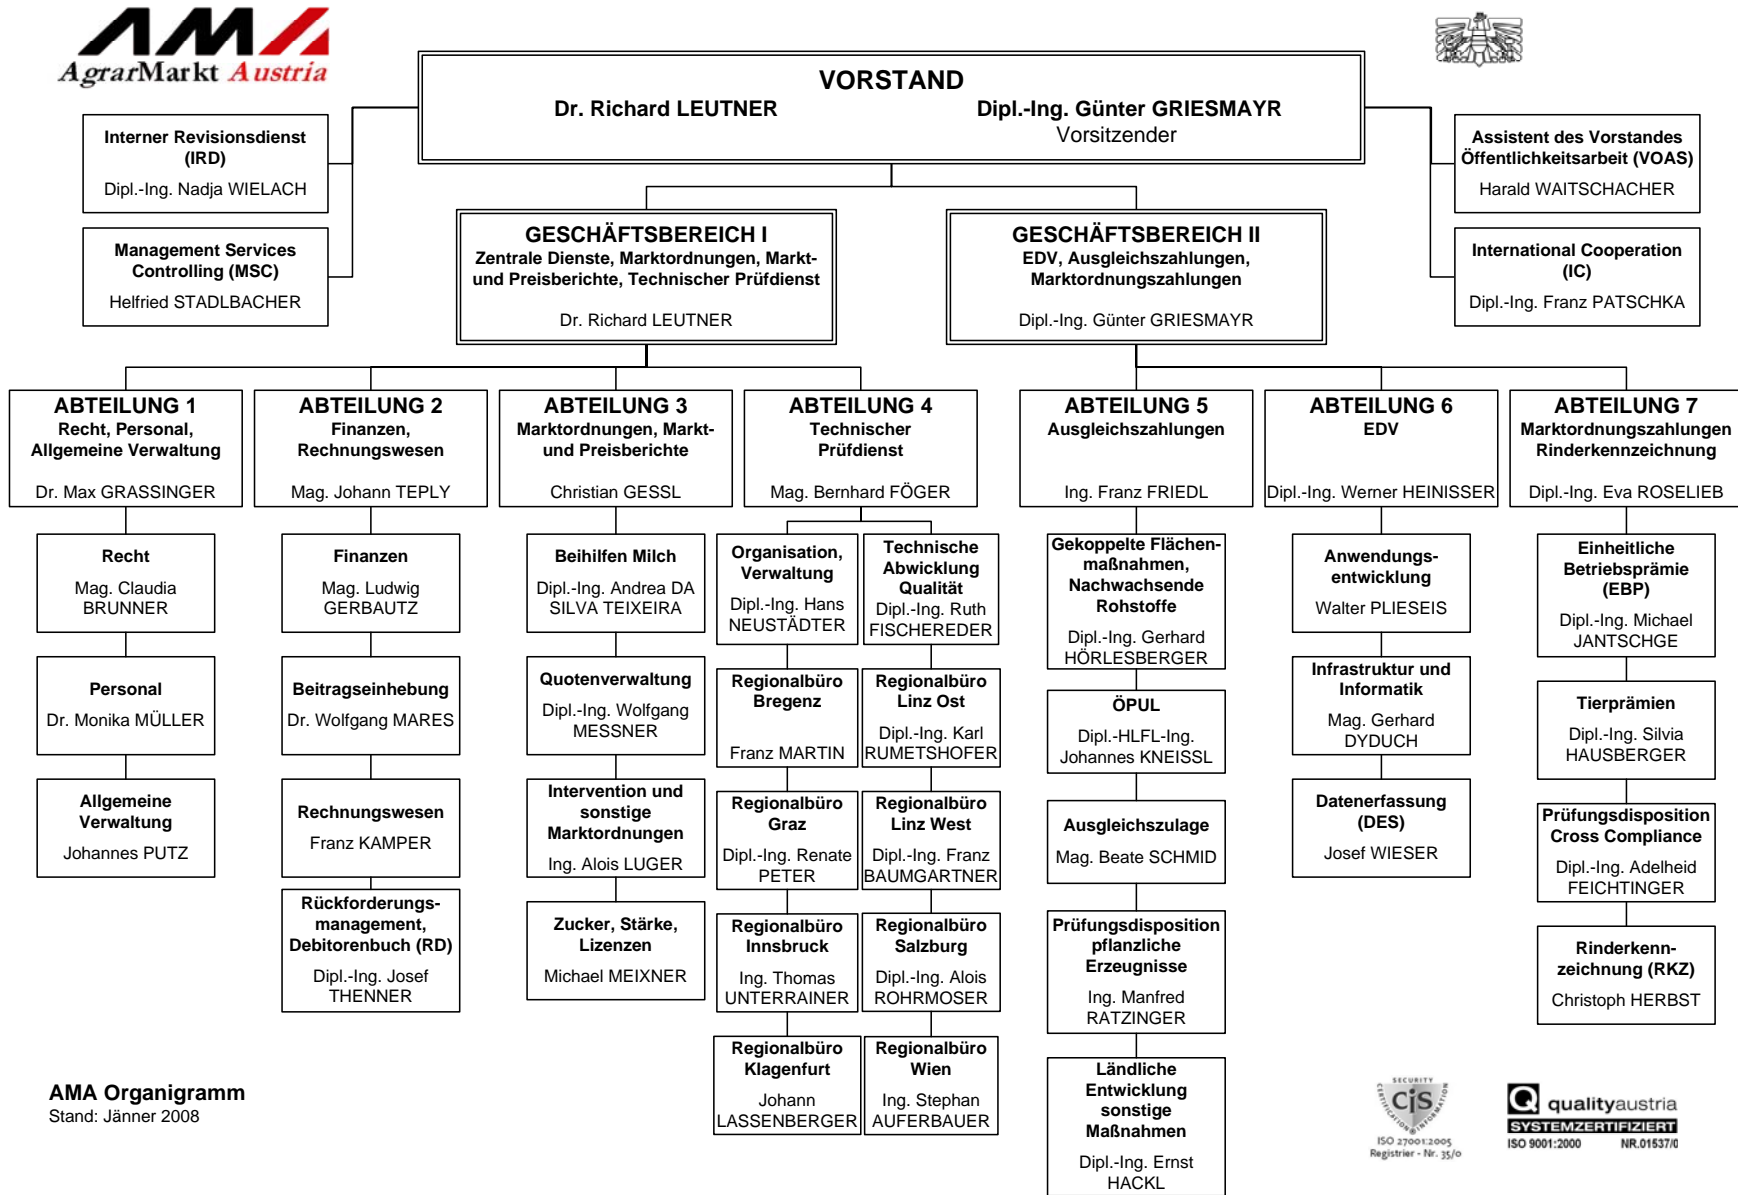 AMA
AgrarMarkt Austria
VORSTAND
Dr. Richard LEUTNER
Dipl.-Ing. Günter GRIESMAYR
Vorsitzender
Interner Revisionsdienst
(IRD)
Dipl.-Ing. Nadja WIELACH
Management Services
Controlling (MSC)
Helfried STADLBACHER
Assistent des Vorstandes
Öffentlichkeitsarbeit (VOAS)
Harald WAITSCHACHER
International Cooperation
(IC)
Dipl.-Ing. Franz PATSCHKA
GESCHÄFTSBEREICH I
Zentrale Dienste, Marktordnungen, Markt-
und Preisberichte, Technischer Prüfdienst
Dr. Richard LEUTNER
GESCHÄFTSBEREICH II
EDV, Ausgleichszahlungen,
Marktordnungszahlungen
Dipl.-Ing. Günter GRIESMAYR
ABTEILUNG 1
Recht, Personal,
Allgemeine Verwaltung
Dr. Max GRASSINGER
Recht
Mag. Claudia
BRUNNER
Personal
Dr. Monika MÜLLER
Allgemeine
Verwaltung
Johannes PUTZ
ABTEILUNG 2
Finanzen,
Rechnungswesen
Mag. Johann TEPLY
Finanzen
Mag. Ludwig
GERBAUTZ
Beitragseinhebung
Dr. Wolfgang MARES
Rechnungswesen
Franz KAMPER
Rückforderungs-
management,
Debitorenbuch (RD)
Dipl.-Ing. Josef
THENNER
ABTEILUNG 3
Marktordnungen, Markt-
und Preisberichte
Christian GESSL
Beihilfen Milch
Dipl.-Ing. Andrea DA
SILVA TEIXEIRA
Quotenverwaltung
Dipl.-Ing. Wolfgang
MESSNER
Intervention und
sonstige
Marktordnungen
Ing. Alois LUGER
Zucker, Stärke,
Lizenzen
Michael MEIXNER
ABTEILUNG 4
Technischer
Prüfdienst
Mag. Bernhard FÖGER
Organisation,
Verwaltung
Dipl.-Ing. Hans
NEUSTÄDTER
Regionalbüro
Bregenz
Franz MARTIN
Regionalbüro
Graz
Dipl.-Ing. Renate
PETER
Regionalbüro
Innsbruck
Ing. Thomas
UNTERRAINER
Regionalbüro
Klagenfurt
Johann
LASSENBERGER
Technische
Abwicklung
Qualität
Dipl.-Ing. Ruth
FISCHEREDER
Regionalbüro
Linz Ost
Dipl.-Ing. Karl
RUMETSHOFER
Regionalbüro
Linz West
Dipl.-Ing. Franz
BAUMGARTNER
Regionalbüro
Salzburg
Dipl.-Ing. Alois
ROHRMOSER
Regionalbüro
Wien
Ing. Stephan
AUFERBAUER
ABTEILUNG 5
Ausgleichszahlungen
Ing. Franz FRIEDL
Gekoppelte Flächen-
maßnahmen,
Nachwachsende
Rohstoffe
Dipl.-Ing. Gerhard
HÖRLESBERGER
ÖPUL
Dipl.-HLFL-Ing.
Johannes KNEISSL
Ausgleichszulage
Mag. Beate SCHMID
Prüfungsdisposition
pflanzliche
Erzeugnisse
Ing. Manfred
RATZINGER
Ländliche
Entwicklung
sonstige
Maßnahmen
Dipl.-Ing. Ernst
HACKL
ABTEILUNG 6
EDV
Dipl.-Ing. Werner HEINISSER
Anwendungs-
entwicklung
Walter PLIESEIS
Infrastruktur und
Informatik
Mag. Gerhard
DYDUCH
Datenerfassung
(DES)
Josef WIESER
ABTEILUNG 7
Marktordnungszahlungen
Rinderkennzeichnung
Dipl.-Ing. Eva ROSELIEB
Einheitliche
Betriebsprämie
(EBP)
Dipl.-Ing. Michael
JANTSCHGE
Tierprämien
Dipl.-Ing. Silvia
HAUSBERGER
Prüfungsdisposition
Cross Compliance
Dipl.-Ing. Adelheid
FEICHTINGER
Rinderkenn-
zeichnung (RKZ)
Christoph HERBST
AMA Organigramm
Stand: Jänner 2008
SECURITY
CERTIFICATION INFORMATION
CiS
ISO 27001:2005
Registrier - Nr. 35/0
Q qualityaustria
SYSTEMZERTIFIZIERT
ISO 9001:2000 NR.01537/0